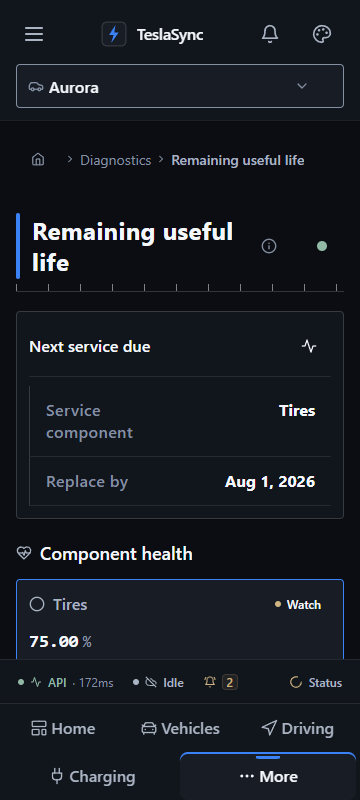 TeslaSync
Aurora
Diagnostics Remaining useful life
Remaining useful
life
Next service due
Service Tires
component
Replace by Aug 1, 2026
Component health
Tires Watch
75.00 %
API · 172ms Idle 2 Status
Home Vehicles Driving
Charging More